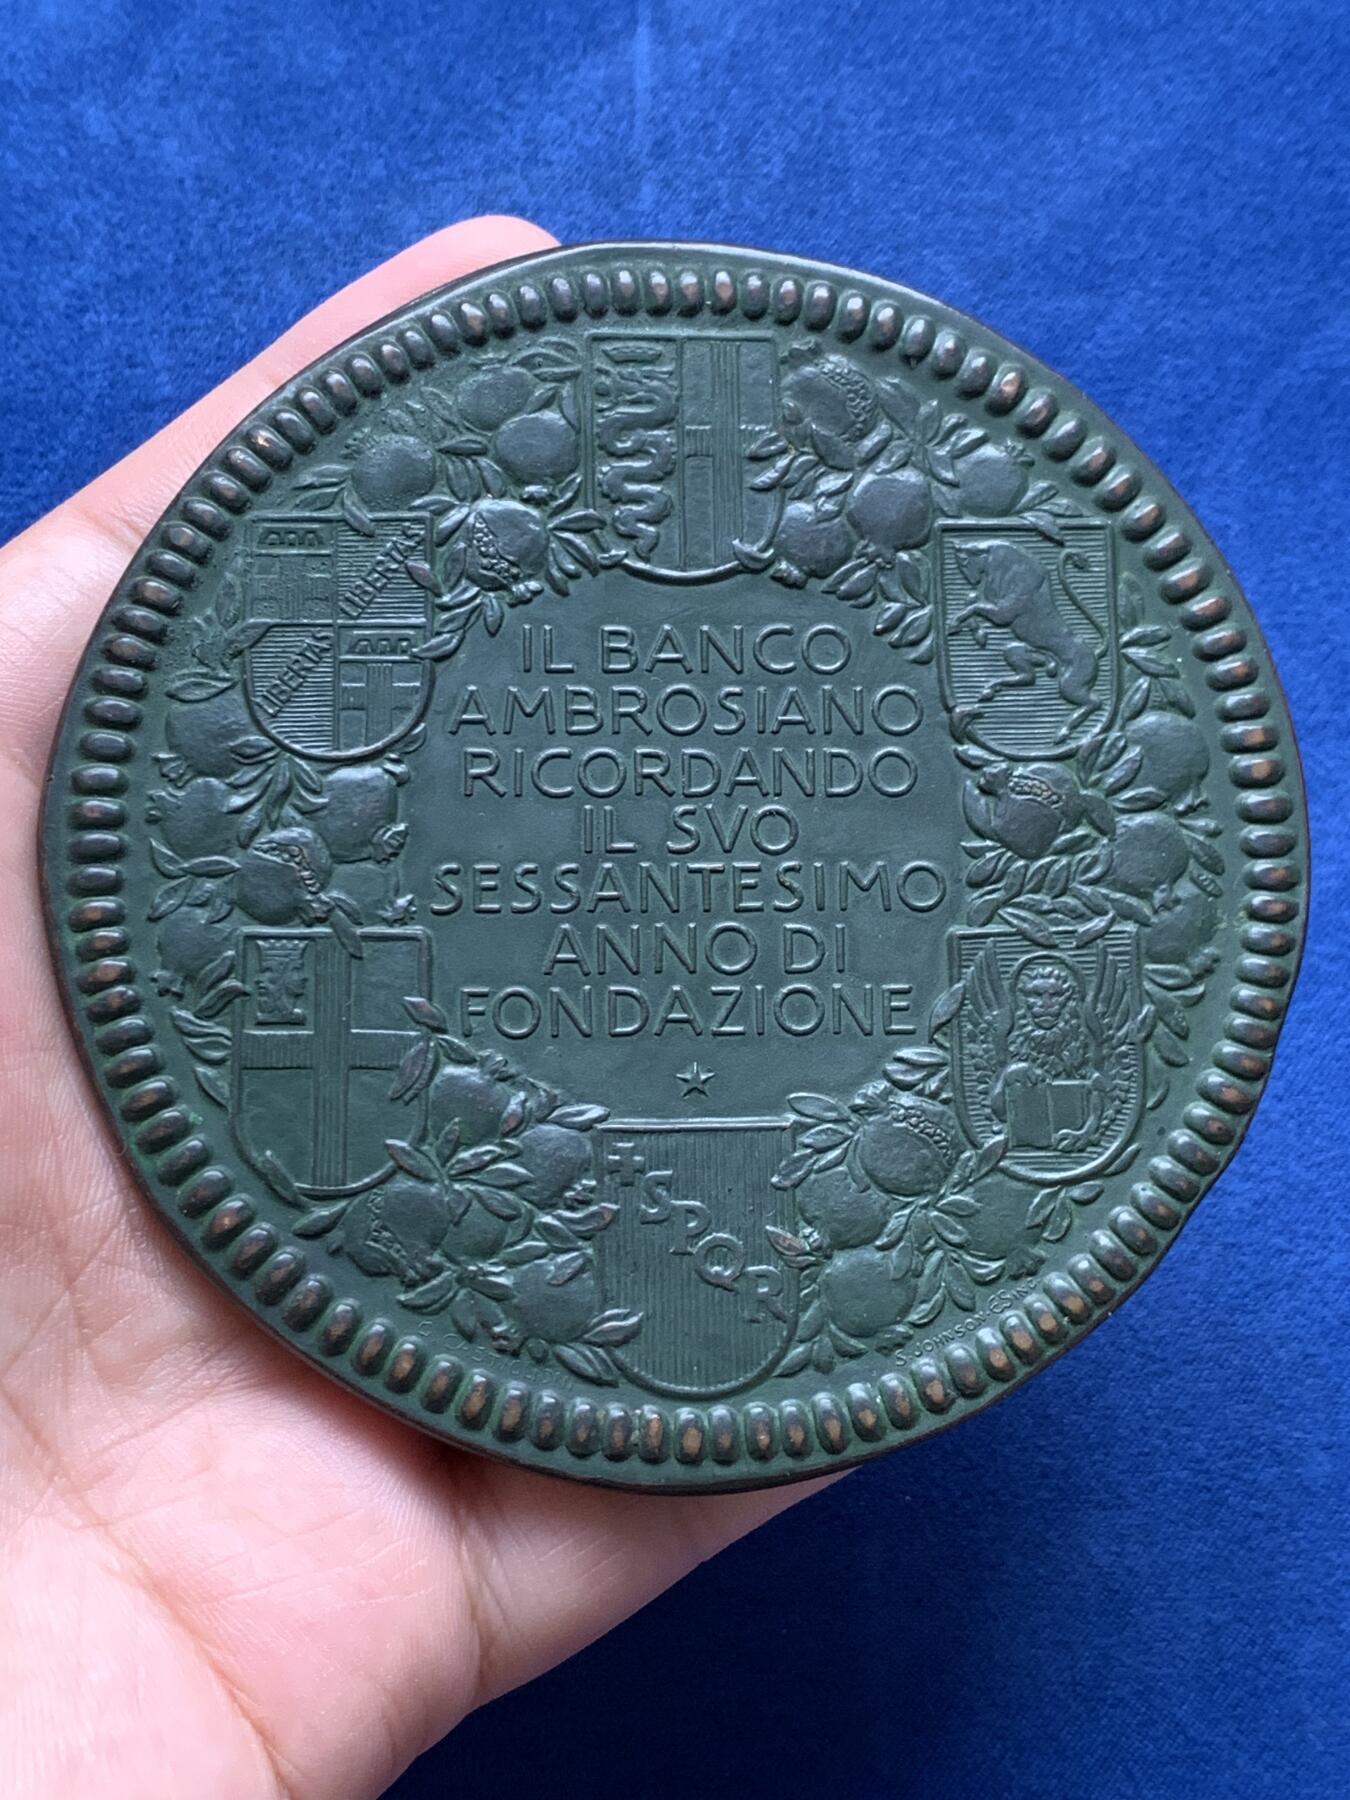 IL BANCO
AMBROSIANO
RICORDANDO
IL SVO
SESSANTESIMO
ANNO DI
FONDAZIONE
LIBERTAS
LIBERTAS
SPQR
S. JOHNSON